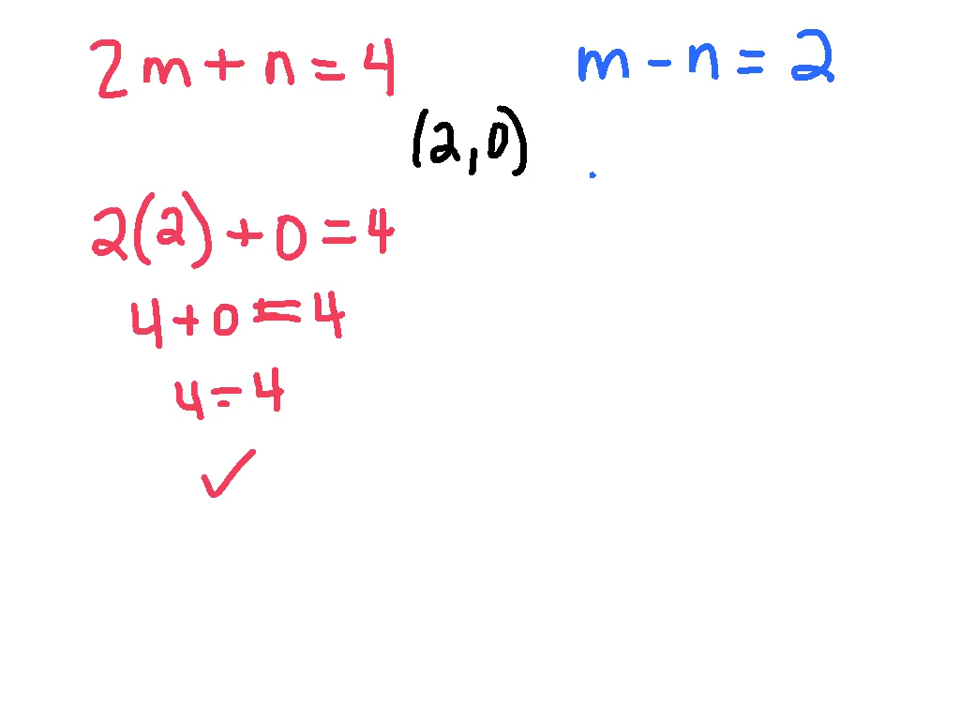 2m + n = 4
m - n = 2
(2,0)
2(2) + 0 = 4
4 + 0 = 4
4 = 4
✓